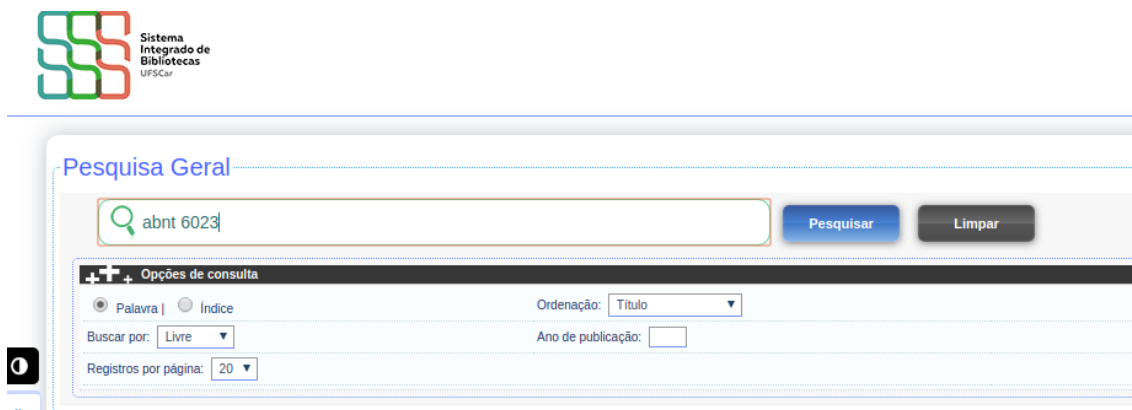 Sistema
Integrado de
Bibliotecas
UFSCar
Pesquisa Geral
abnt 6023 Pesquisar Limpar
Opções de consulta
Palavra | Índice Ordenação: Título
Buscar por: Livre Ano de publicação:
Registros por página: 20